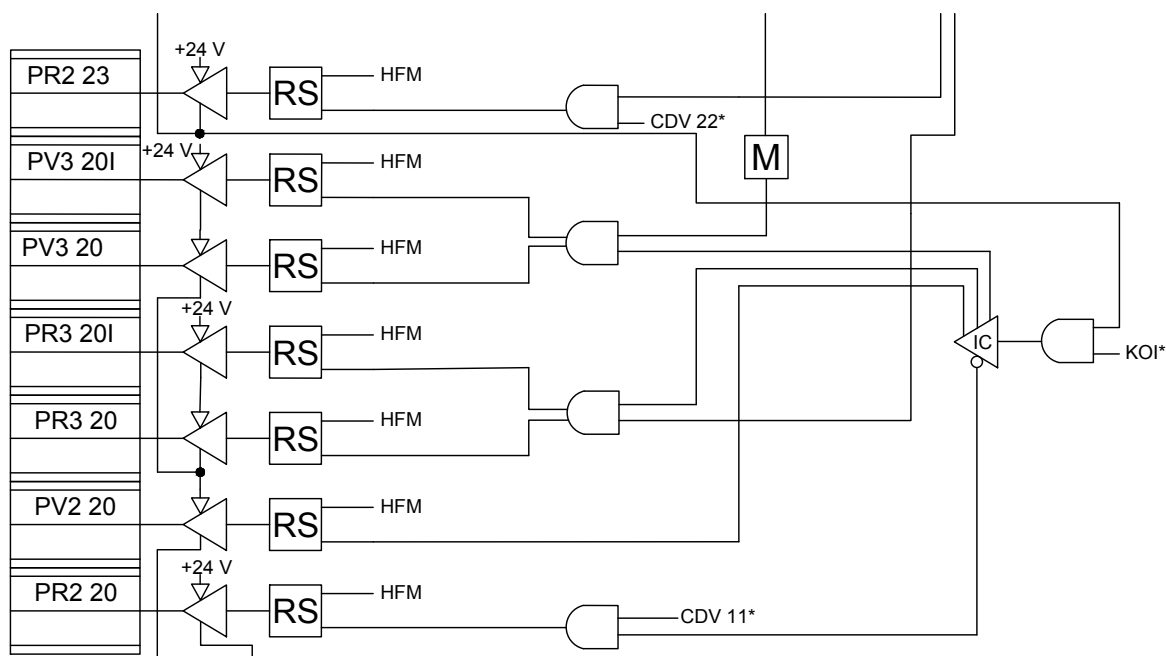 +24 V
PR2 23
RS
HFM
CDV 22*
+24 V
PV3 20I
RS
HFM
M
PV3 20
RS
HFM
+24 V
PR3 20I
RS
HFM
IC
KOI*
PR3 20
RS
HFM
PV2 20
RS
HFM
+24 V
PR2 20
RS
HFM
CDV 11*